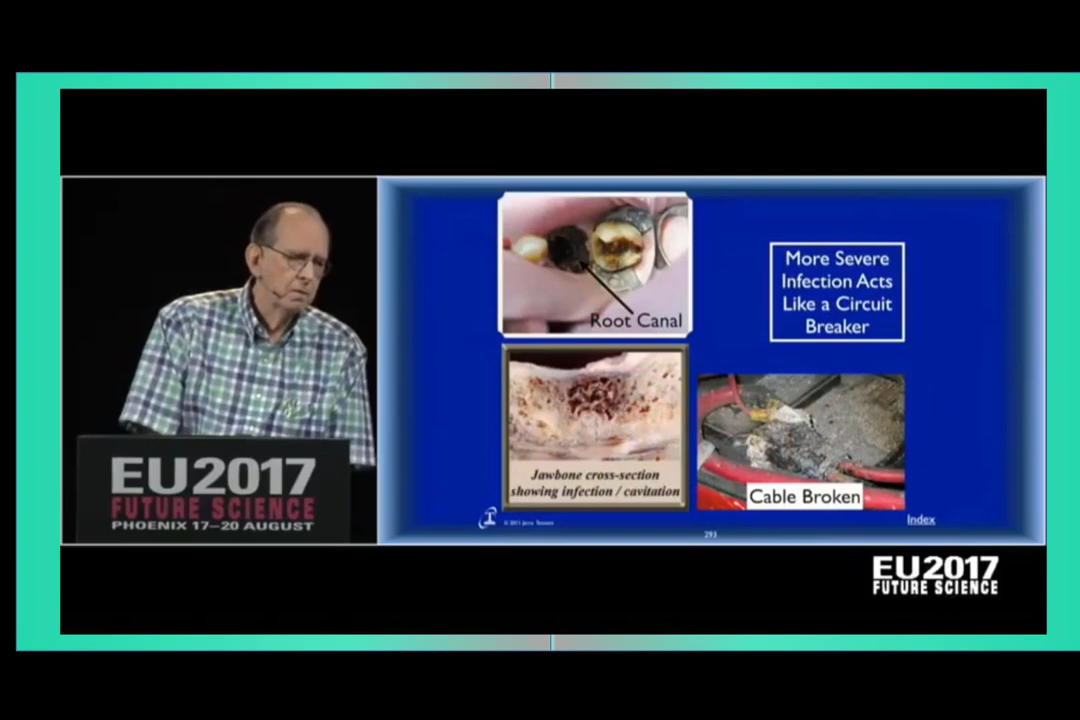 Root Canal
Jawbone cross-section
showing infection / cavitation
More Severe
Infection Acts
Like a Circuit
Breaker
Cable Broken
Index
293
EU2017
FUTURE SCIENCE
PHOENIX 17–20 AUGUST
EU2017
FUTURE SCIENCE